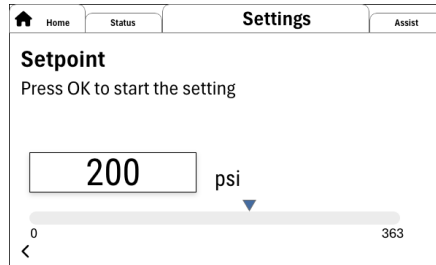 Home
Status
Settings
Assist
Setpoint
Press OK to start the setting
200
psi
0
363